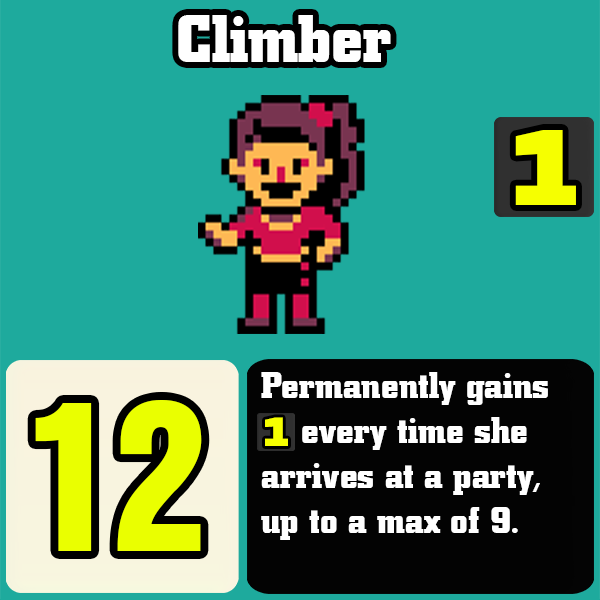 Climber
1
12
Permanently gains
1 every time she
arrives at a party,
up to a max of 9.